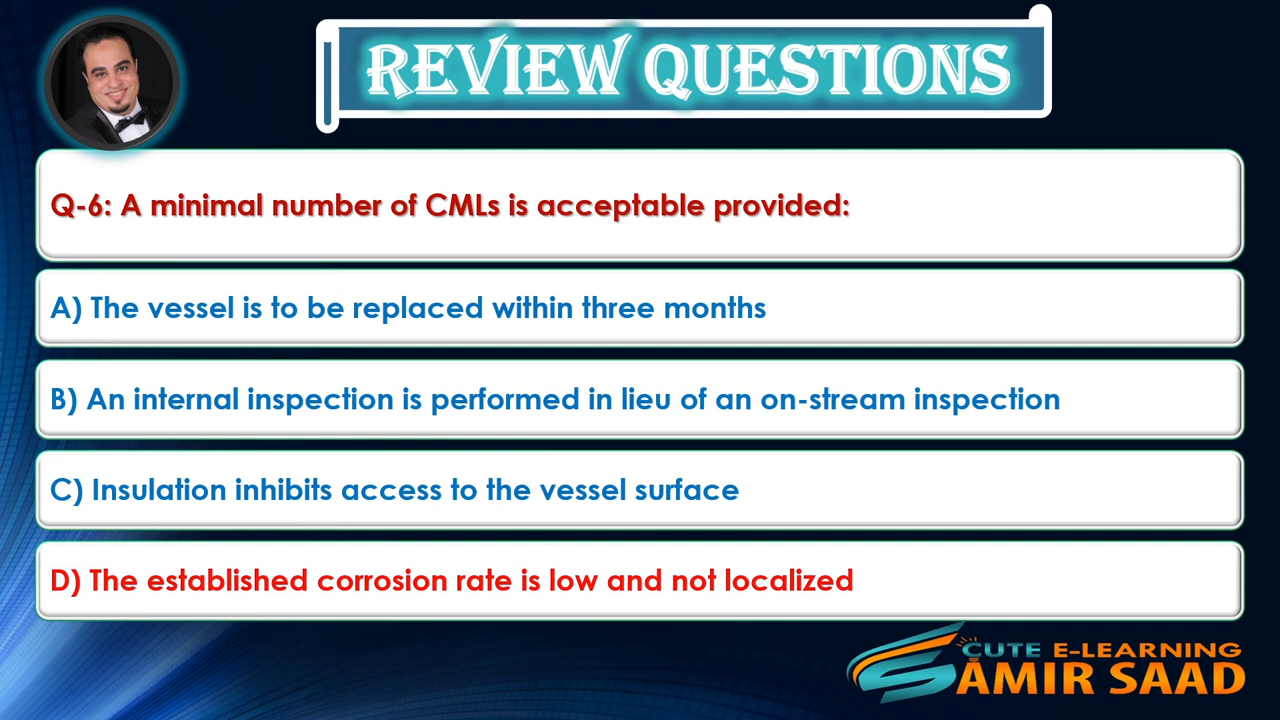 REVIEW QUESTIONS
Q-6: A minimal number of CMLs is acceptable provided:
A) The vessel is to be replaced within three months
B) An internal inspection is performed in lieu of an on-stream inspection
C) Insulation inhibits access to the vessel surface
D) The established corrosion rate is low and not localized
CUTE E-LEARNING
AMIR SAAD